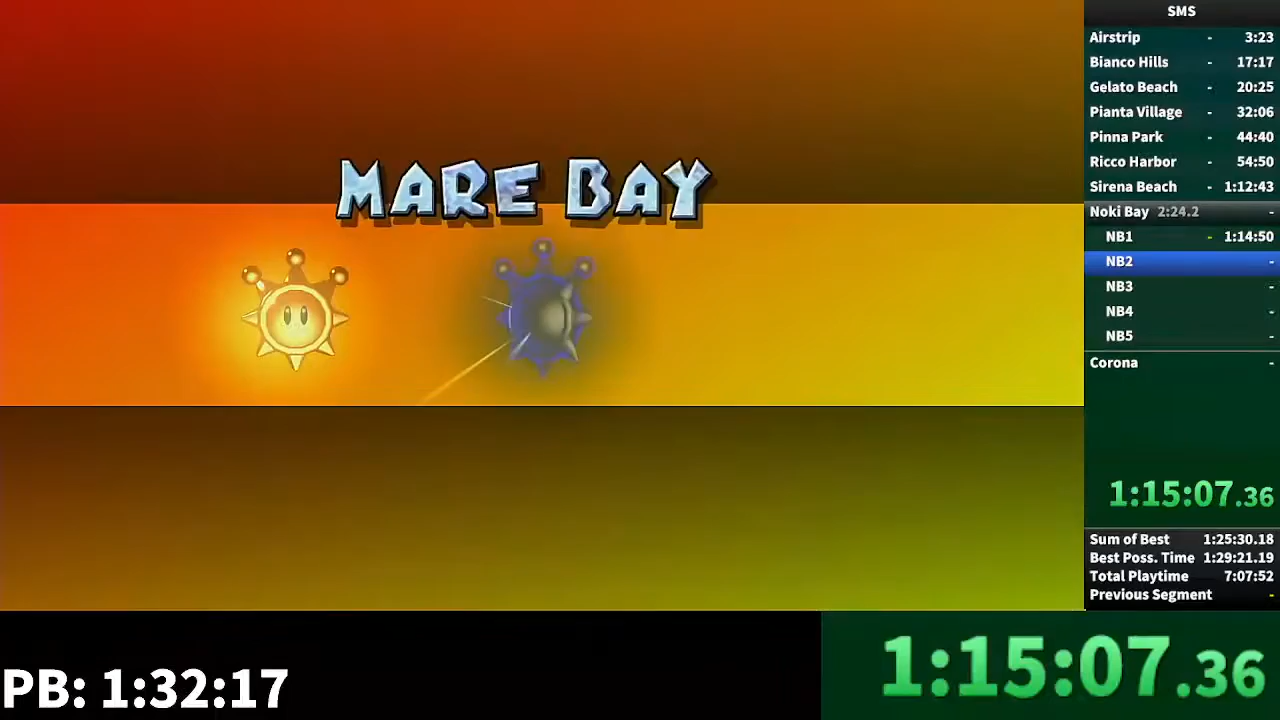 MARE BAY
SMS
Airstrip - 3:23
Bianco Hills - 17:17
Gelato Beach - 20:25
Pianta Village - 32:06
Pinna Park - 44:40
Ricco Harbor - 54:50
Sirena Beach - 1:12:43
Noki Bay 2:24.2 -
NB1 - 1:14:50
NB2 -
NB3 -
NB4 -
NB5 -
Corona -
1:15:07.36
Sum of Best 1:25:30.18
Best Poss. Time 1:29:21.19
Total Playtime 7:07:52
Previous Segment -
PB: 1:32:17
1:15:07.36